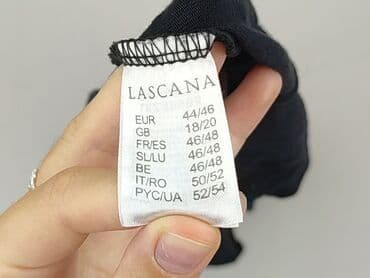 LASCANA
EUR 44/46
GB 18/20
FR/ES 46/48
SL/LU 46/48
BE 46/48
IT/RO 50/52
РУС/UA 52/54